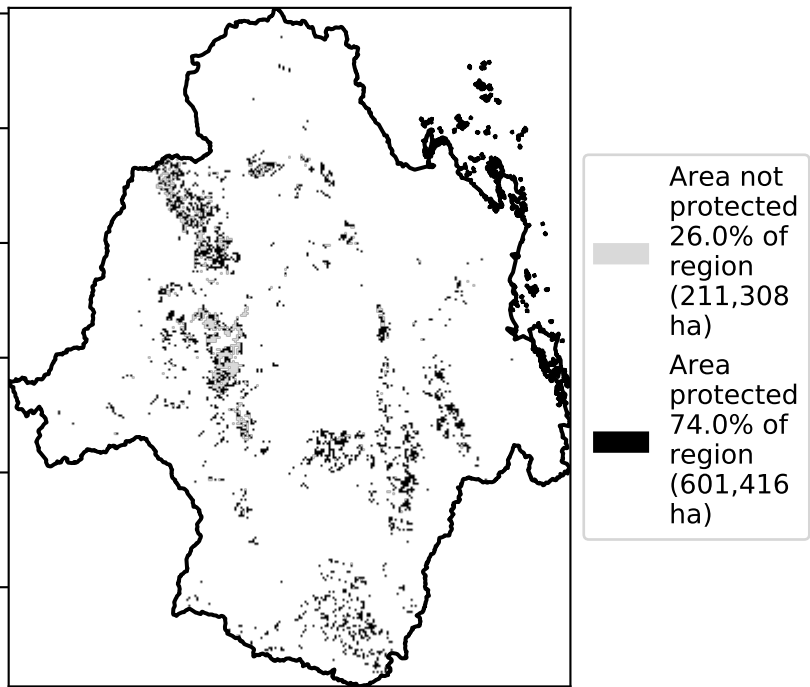 Area not
protected
26.0% of
region
(211,308
ha)
Area
protected
74.0% of
region
(601,416
ha)